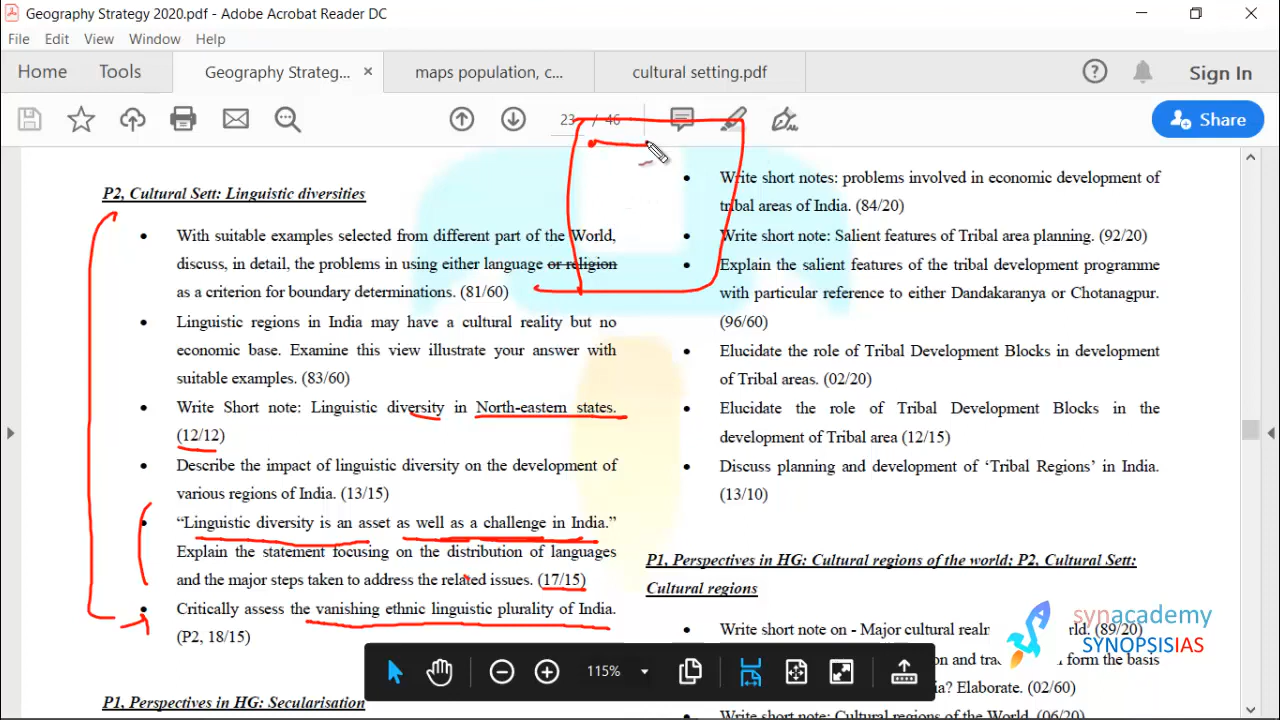 Geography Strategy 2020.pdf - Adobe Acrobat Reader DC
File Edit View Window Help
Home Tools Geography Strateg... × maps population, c... cultural setting.pdf ? Sign In
23 / 46 Share
P2, Cultural Sett: Linguistic diversities
• With suitable examples selected from different part of the World,
discuss, in detail, the problems in using either language or religion
as a criterion for boundary determinations. (81/60)
• Linguistic regions in India may have a cultural reality but no
economic base. Examine this view illustrate your answer with
suitable examples. (83/60)
• Write Short note: Linguistic diversity in North-eastern states.
(12/12)
• Describe the impact of linguistic diversity on the development of
various regions of India. (13/15)
• “Linguistic diversity is an asset as well as a challenge in India.”
Explain the statement focusing on the distribution of languages
and the major steps taken to address the related issues. (17/15)
• Critically assess the vanishing ethnic linguistic plurality of India.
(P2, 18/15)
P1, Perspectives in HG: Secularisation
• Write short notes: problems involved in economic development of
tribal areas of India. (84/20)
• Write short note: Salient features of Tribal area planning. (92/20)
• Explain the salient features of the tribal development programme
with particular reference to either Dandakaranya or Chotanagpur.
(96/60)
• Elucidate the role of Tribal Development Blocks in development
of Tribal areas. (02/20)
• Elucidate the role of Tribal Development Blocks in the
development of Tribal area (12/15)
• Discuss planning and development of ‘Tribal Regions’ in India.
(13/10)
P1, Perspectives in HG: Cultural regions of the world; P2, Cultural Sett:
Cultural regions
• Write short note on - Major cultural (89/20)
form the basis
Elaborate. (02/60)
Write short note: Cultural regions of the World. (06/20)
synacademy
SYNOPSISIAS
115%